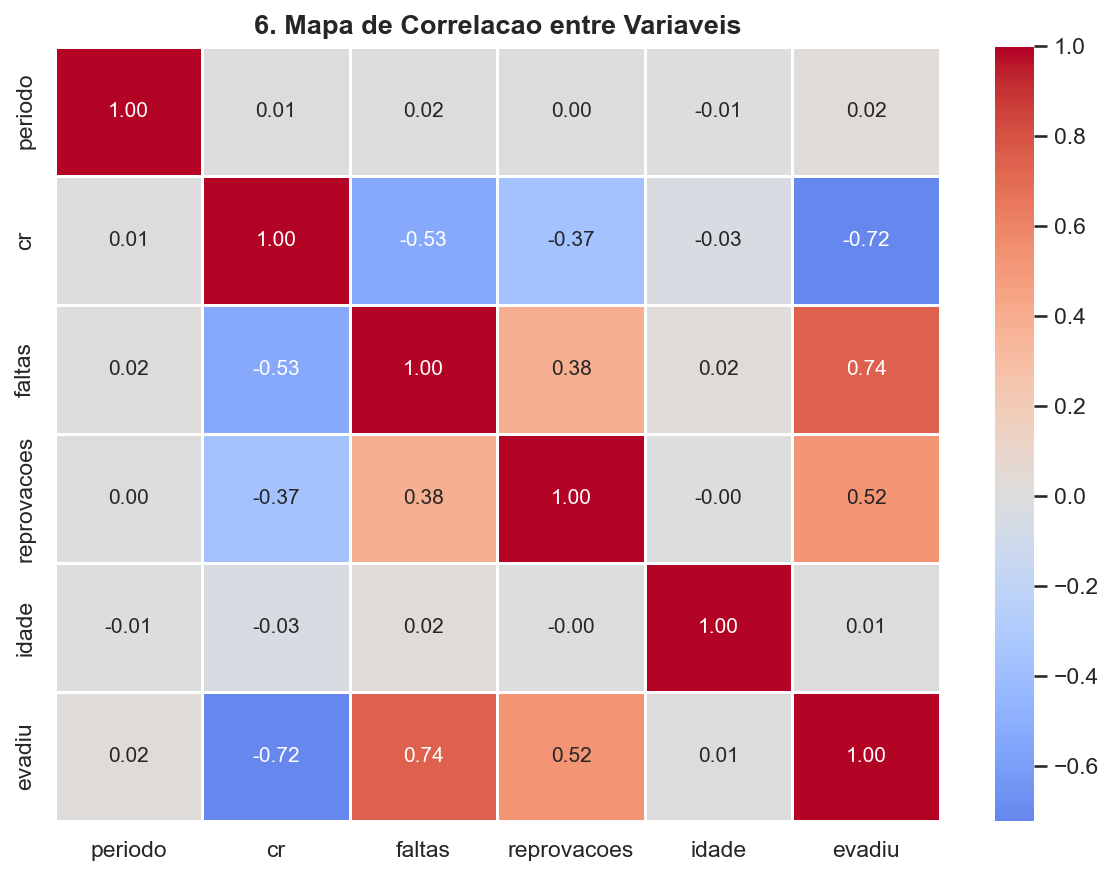 6. Mapa de Correlacao entre Variaveis
periodo 1.00 0.01 0.02 0.00 -0.01 0.02
cr 0.01 1.00 -0.53 -0.37 -0.03 -0.72
faltas 0.02 -0.53 1.00 0.38 0.02 0.74
reprovacoes 0.00 -0.37 0.38 1.00 -0.00 0.52
idade -0.01 -0.03 0.02 -0.00 1.00 0.01
evadiu 0.02 -0.72 0.74 0.52 0.01 1.00
periodo cr faltas reprovacoes idade evadiu
1.0
0.8
0.6
0.4
0.2
0.0
−0.2
−0.4
−0.6